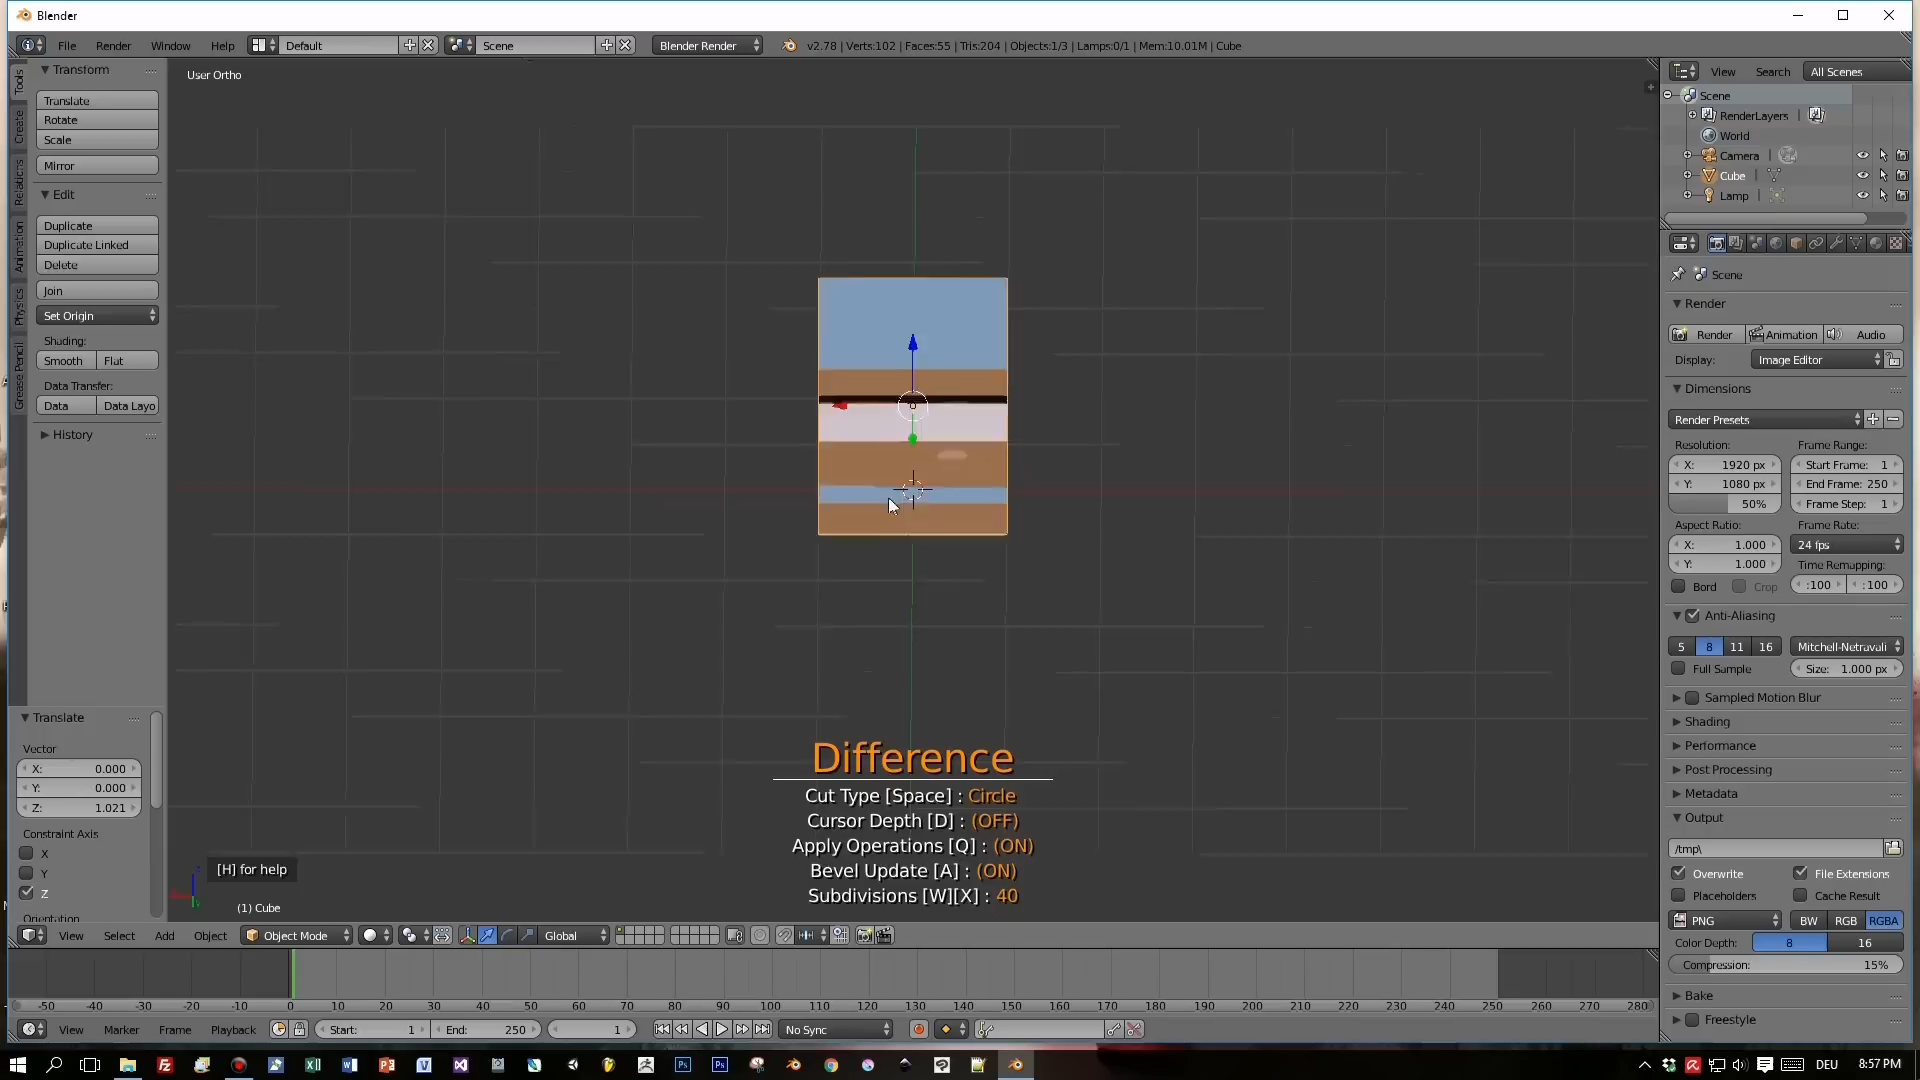 Blender
File Render Window Help Default Scene Blender Render v2.78 | Verts:102 | Faces:55 | Tris:204 | Objects:1/3 | Lamps:0/1 | Mem:10.01M | Cube
Tools
Create
Relations
Animation
Physics
Grease Pencil
Transform
Translate
Rotate
Scale
Mirror
Edit
Duplicate
Duplicate Linked
Delete
Join
Set Origin
Shading:
Smooth Flat
Data Transfer:
Data Data Layo
History
Translate
Vector
X: 0.000
Y: 0.000
Z: 1.021
Constraint Axis
X
Y
Z
Orientation
User Ortho
Difference
Cut Type [Space] : Circle
Cursor Depth [D] : (OFF)
Apply Operations [Q] : (ON)
Bevel Update [A] : (ON)
Subdivisions [W][X] : 40
[H] for help
(1) Cube
View Select Add Object Object Mode Global
-50 -40 -30 -20 -10 0 10 20 30 40 50 60 70 80 90 100 110 120 130 140 150 160 170 180 190 200 210 220 230 240 250 260 270 280
View Marker Frame Playback Start: 1 End: 250 1 No Sync
View Search All Scenes
Scene
RenderLayers
World
Camera
Cube
Lamp
Scene
Render
Render Animation Audio
Display: Image Editor
Dimensions
Render Presets
Resolution: Frame Range:
X: 1920 px Start Frame: 1
Y: 1080 px End Frame: 250
50% Frame Step: 1
Aspect Ratio: Frame Rate:
X: 1.000 24 fps
Y: 1.000 Time Remapping:
Bord Crop :100 :100
Anti-Aliasing
5 8 11 16 Mitchell-Netravali
Full Sample Size: 1.000 px
Sampled Motion Blur
Shading
Performance
Post Processing
Metadata
Output
/tmp\
Overwrite File Extensions
Placeholders Cache Result
PNG BW RGB RGBA
Color Depth: 8 16
Compression: 15%
Bake
Freestyle
DEU 8:57 PM